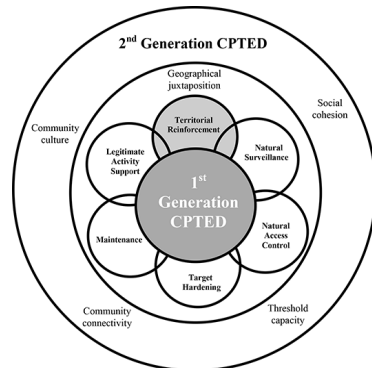 2nd Generation CPTED
Geographical
juxtaposition
Social
cohesion
Community
culture
Territorial
Reinforcement
Legitimate
Activity
Support
Natural
Surveillance
1st
Generation
CPTED
Maintenance
Natural
Access
Control
Target
Hardening
Community
connectivity
Threshold
capacity